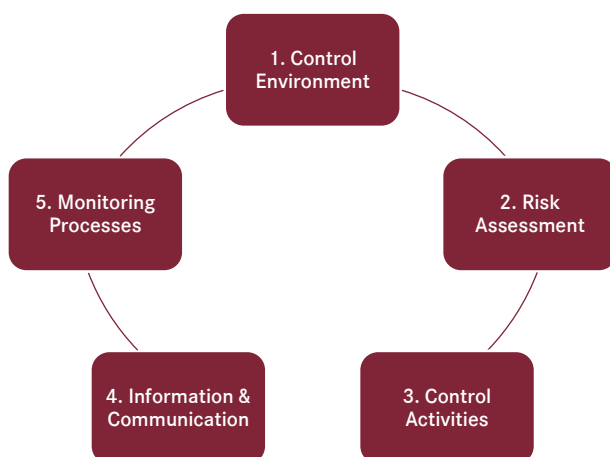 1. Control
Environment
2. Risk
Assessment
3. Control
Activities
4. Information &
Communication
5. Monitoring
Processes